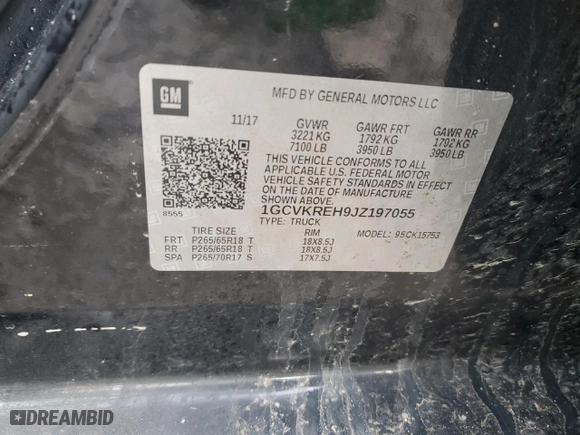 GM
MFD BY GENERAL MOTORS LLC
11/17
GVWR GAWR FRT GAWR RR
3221 KG 1792 KG 1792 KG
7100 LB 3950 LB 3950 LB
THIS VEHICLE CONFORMS TO ALL
APPLICABLE U.S. FEDERAL MOTOR
VEHICLE SAFETY STANDARDS IN EFFECT
ON THE DATE OF MANUFACTURE
SHOWN ABOVE.
8555
1GCVKREH9JZ197055
TYPE: TRUCK MODEL: 95CK15753
TIRE SIZE RIM
FRT P265/65R18 T 18X8.5J
RR P265/65R18 T 18X8.5J
SPA P265/70R17 S 17X7.5J
DREAMBID